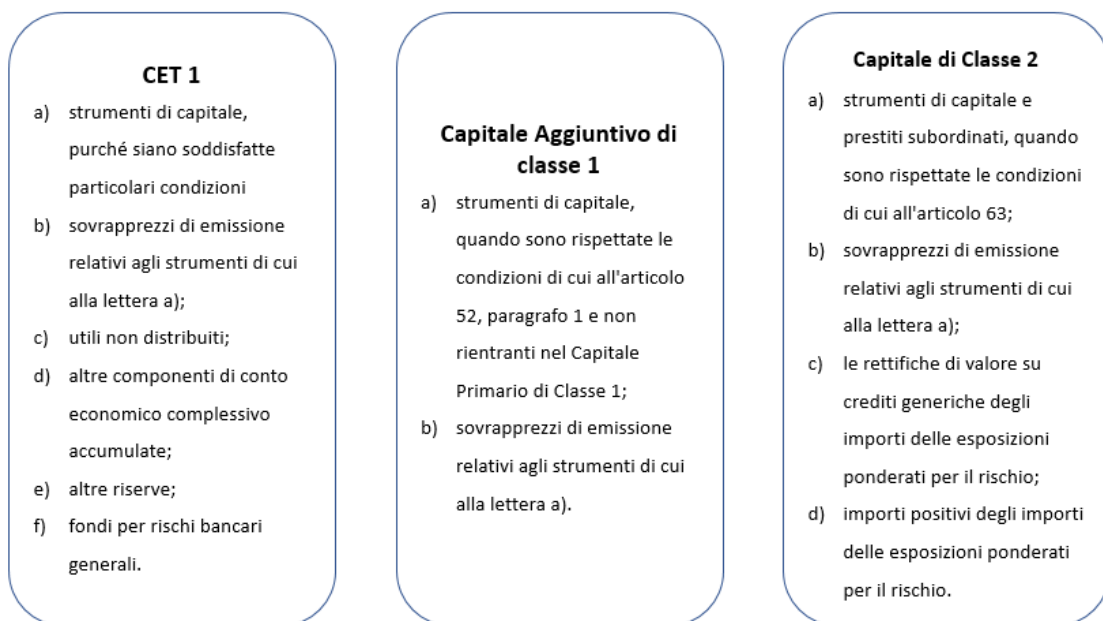 CET 1
a) strumenti di capitale,
purché siano soddisfatte
particolari condizioni
b) sovrapprezzi di emissione
relativi agli strumenti di cui
alla lettera a);
c) utili non distribuiti;
d) altre componenti di conto
economico complessivo
accumulate;
e) altre riserve;
f) fondi per rischi bancari
generali.
Capitale Aggiuntivo di
classe 1
a) strumenti di capitale,
quando sono rispettate le
condizioni di cui all'articolo
52, paragrafo 1 e non
rientranti nel Capitale
Primario di Classe 1;
b) sovrapprezzi di emissione
relativi agli strumenti di cui
alla lettera a).
Capitale di Classe 2
a) strumenti di capitale e
prestiti subordinati, quando
sono rispettate le condizioni
di cui all'articolo 63;
b) sovrapprezzi di emissione
relativi agli strumenti di cui
alla lettera a);
c) le rettifiche di valore su
crediti generiche degli
importi delle esposizioni
ponderati per il rischio;
d) importi positivi degli importi
delle esposizioni ponderati
per il rischio.